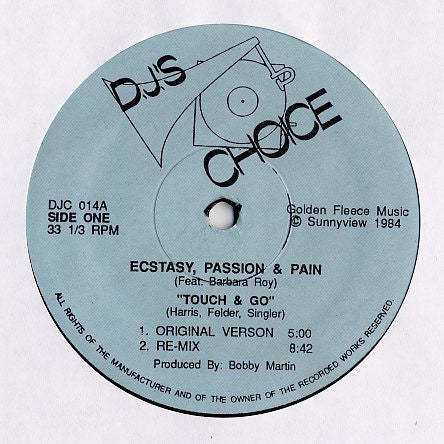 D.J'S
CHOICE
DJC 014A
SIDE ONE
33 1/3 RPM
Golden Fleece Music
© Sunnyview 1984
ECSTASY, PASSION & PAIN
(Feat. Barbara Roy)
"TOUCH & GO"
(Harris, Felder, Singler)
1. ORIGINAL VERSON 5:00
2. RE-MIX 8:42
Produced By: Bobby Martin
ALL RIGHTS OF THE MANUFACTURER AND OF THE OWNER OF THE RECORDED WORKS RESERVED.